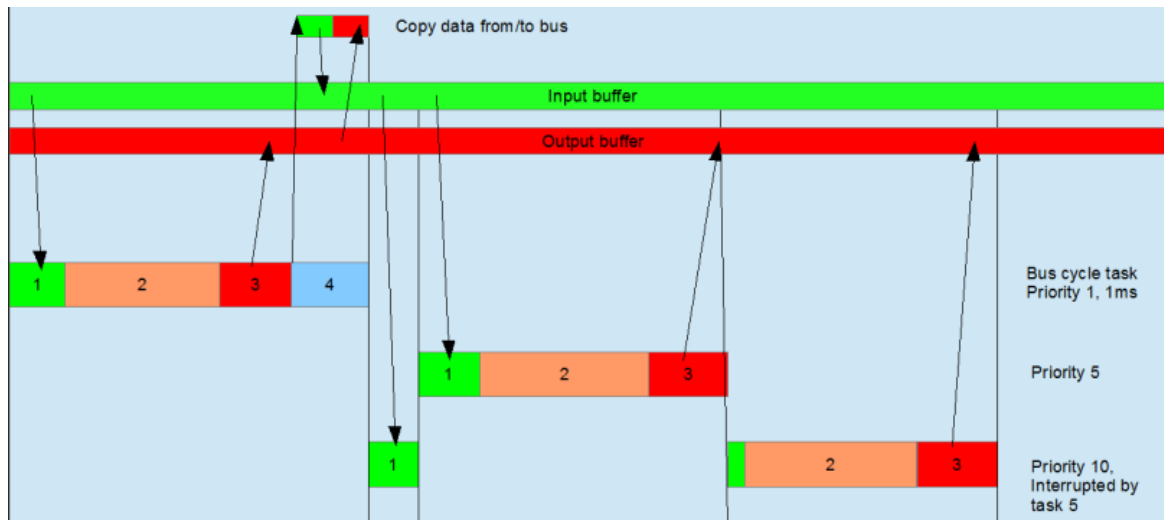 Copy data from/to bus
Input buffer
Output buffer
1 2 3 4
Bus cycle task
Priority 1, 1ms
1 2 3
Priority 5
1
2 3
Priority 10,
Interrupted by
task 5